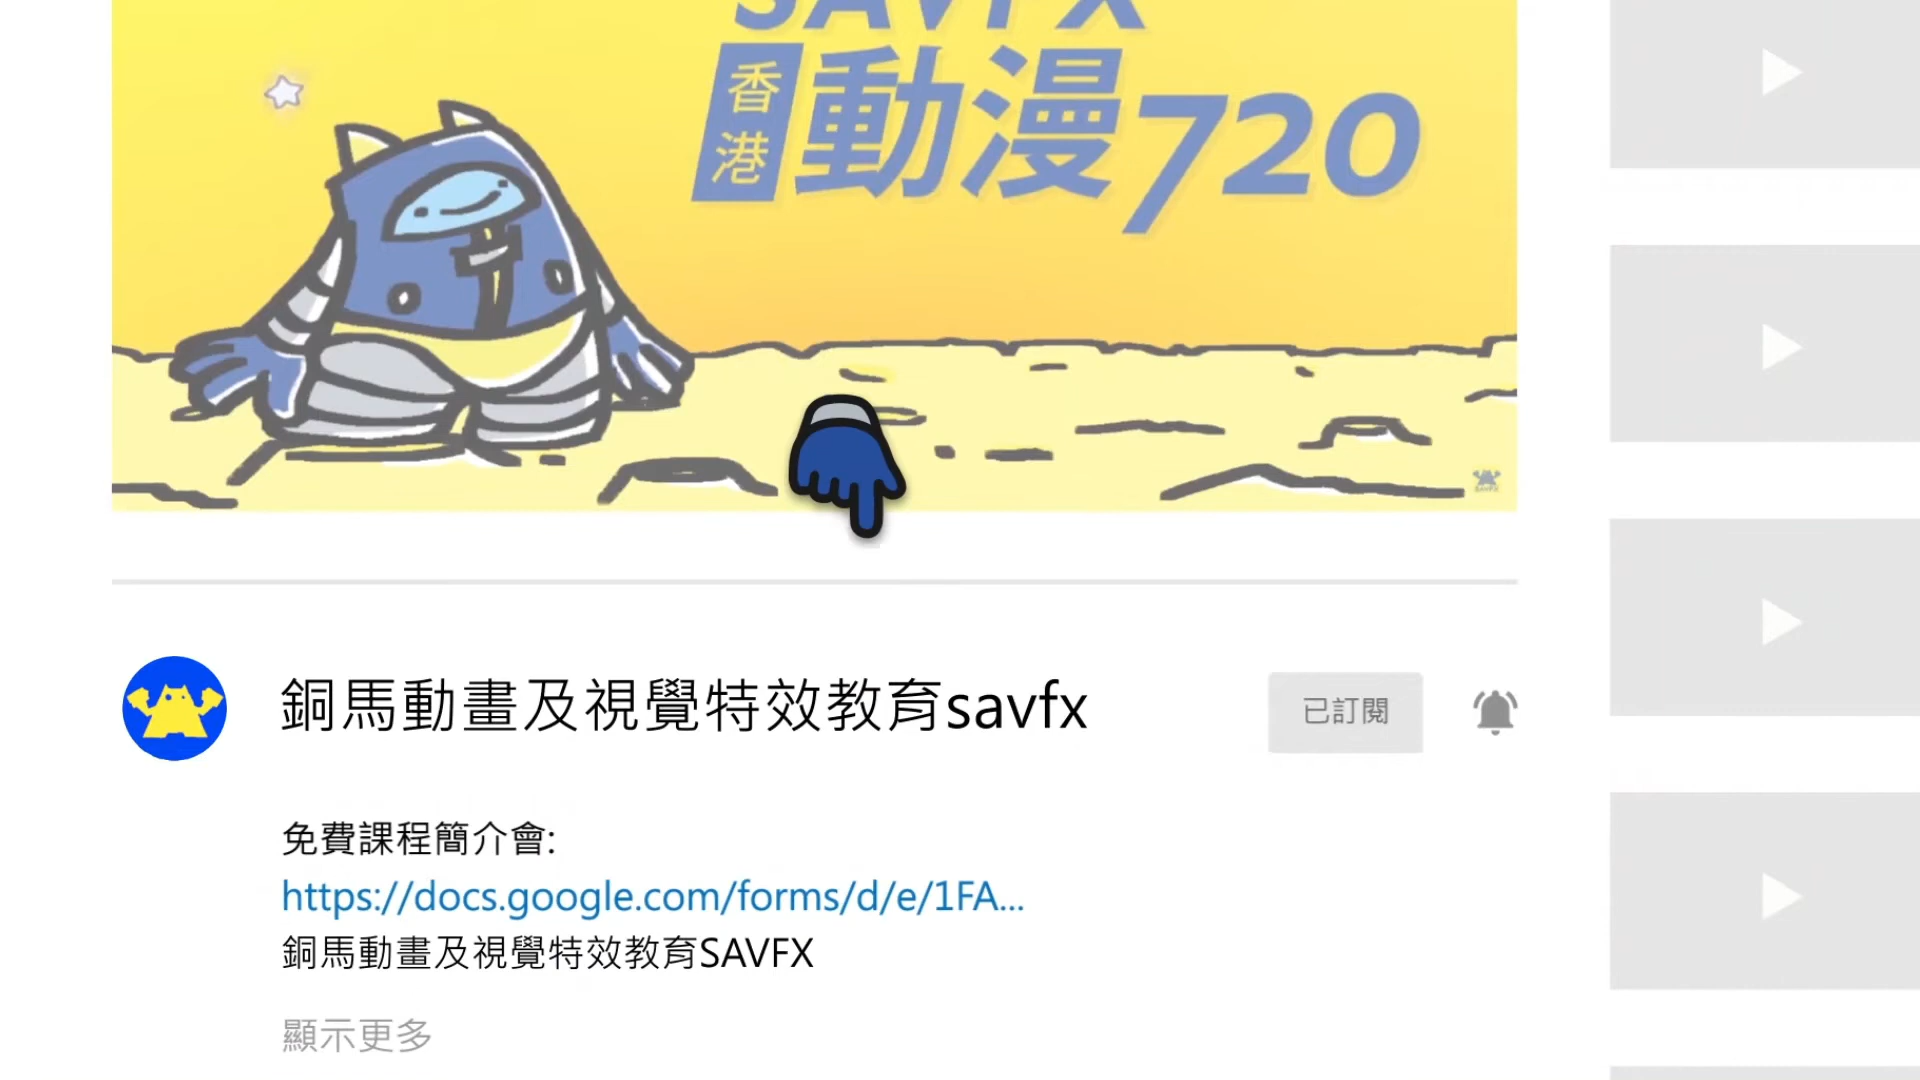 SAVFX
香港
動漫720
SAVFX
銅馬動畫及視覺特效教育savfx
已訂閱
免費課程簡介會:
https://docs.google.com/forms/d/e/1FA...
銅馬動畫及視覺特效教育SAVFX
顯示更多